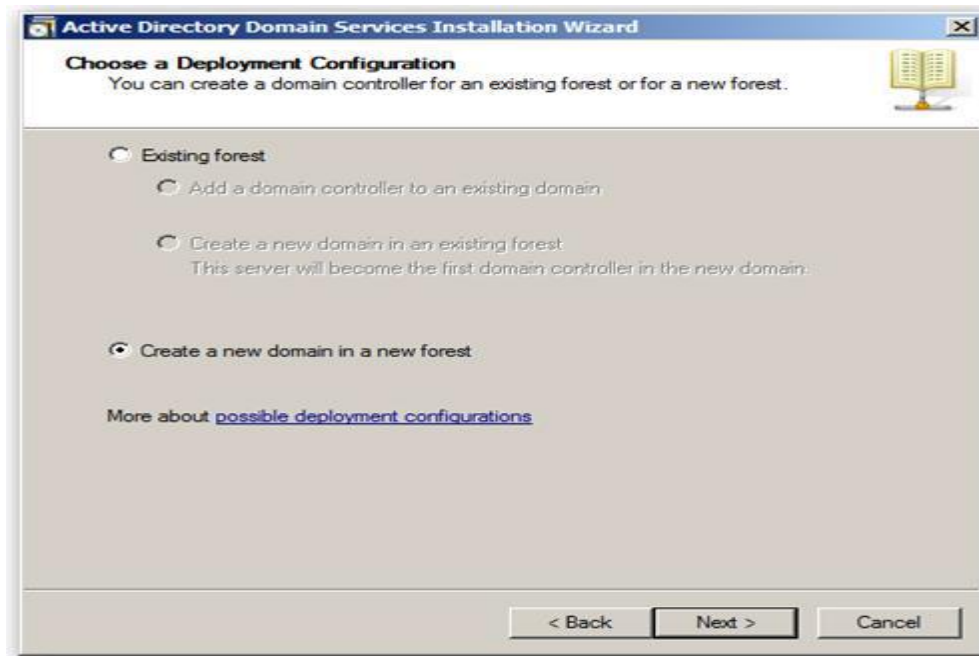 Active Directory Domain Services Installation Wizard
Choose a Deployment Configuration
You can create a domain controller for an existing forest or for a new forest.
Existing forest
Add a domain controller to an existing domain
Create a new domain in an existing forest
This server will become the first domain controller in the new domain.
Create a new domain in a new forest
More about possible deployment configurations
< Back Next > Cancel